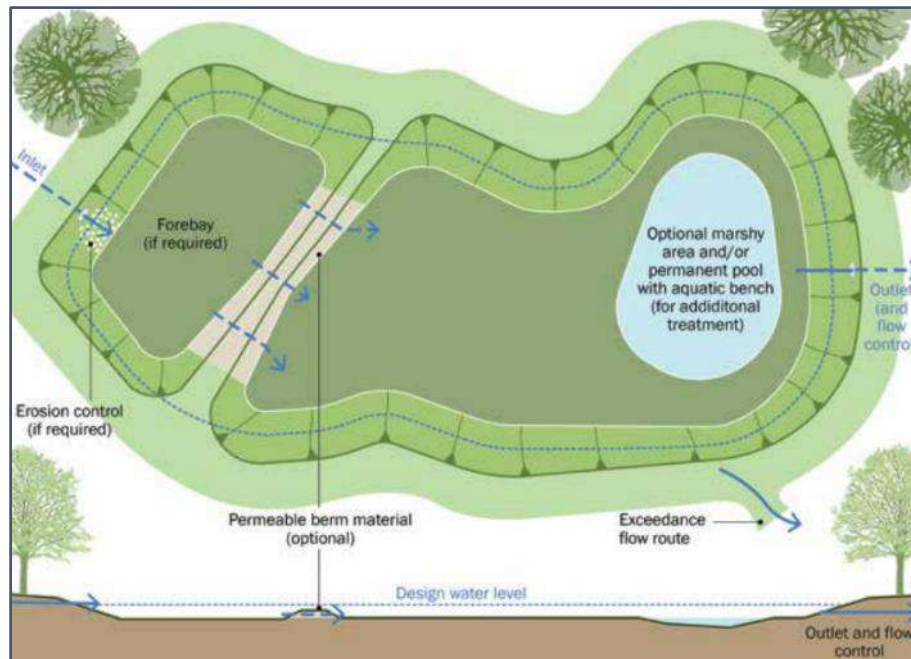 Inlet
Forebay
(if required)
Optional marshy
area and/or
permanent pool
with aquatic bench
(for addiditonal
treatment)
Outlet
(and
flow
control)
Erosion control
(if required)
Permeable berm material
(optional)
Exceedance
flow route
Design water level
Outlet and flow
control